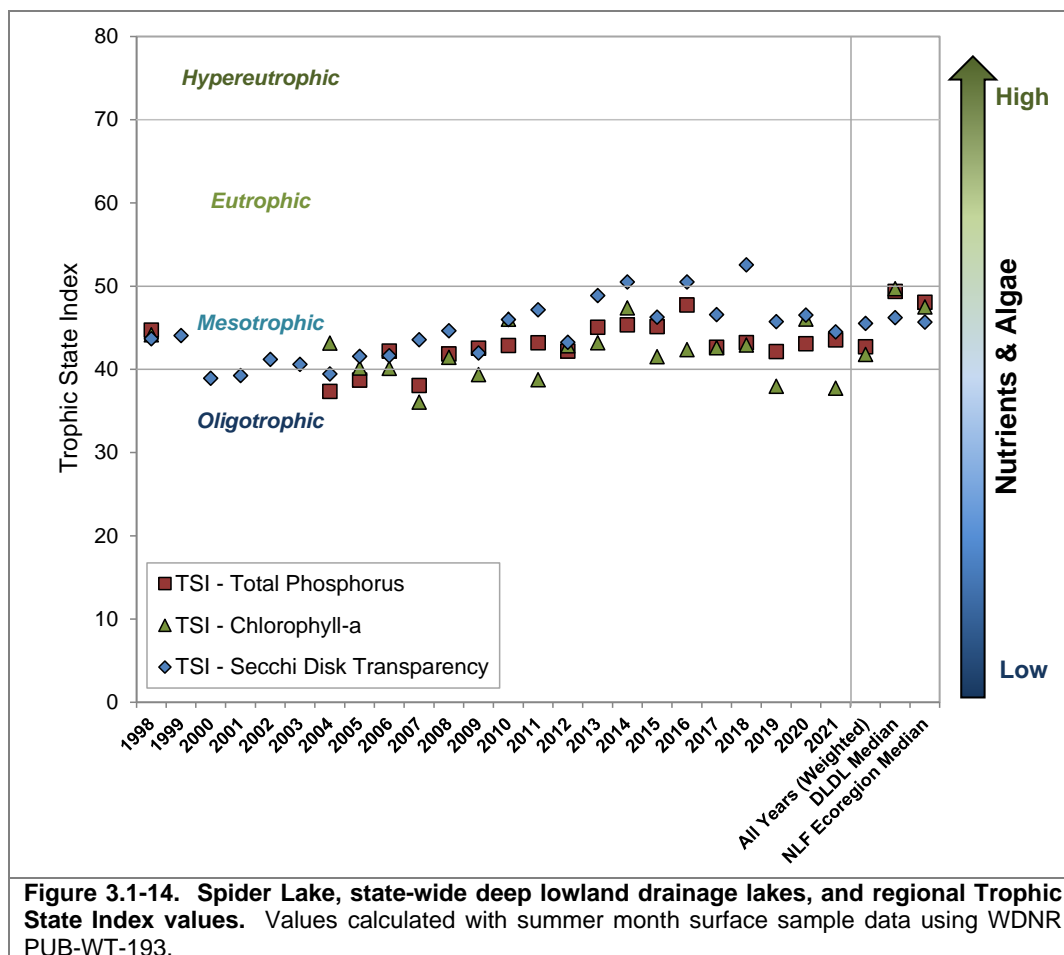 80
70
60
50
40
30
20
10
0
Trophic State Index
Hypereutrophic
Eutrophic
Mesotrophic
Oligotrophic
TSI - Total Phosphorus
TSI - Chlorophyll-a
TSI - Secchi Disk Transparency
1998
1999
2000
2001
2002
2003
2004
2005
2006
2007
2008
2009
2010
2011
2012
2013
2014
2015
2016
2017
2018
2019
2020
2021
All Years (Weighted)
DLDL Median
NLF Ecoregion Median
High
Nutrients & Algae
Low
Figure 3.1-14. Spider Lake, state-wide deep lowland drainage lakes, and regional Trophic
State Index values. Values calculated with summer month surface sample data using WDNR
PUB-WT-193.